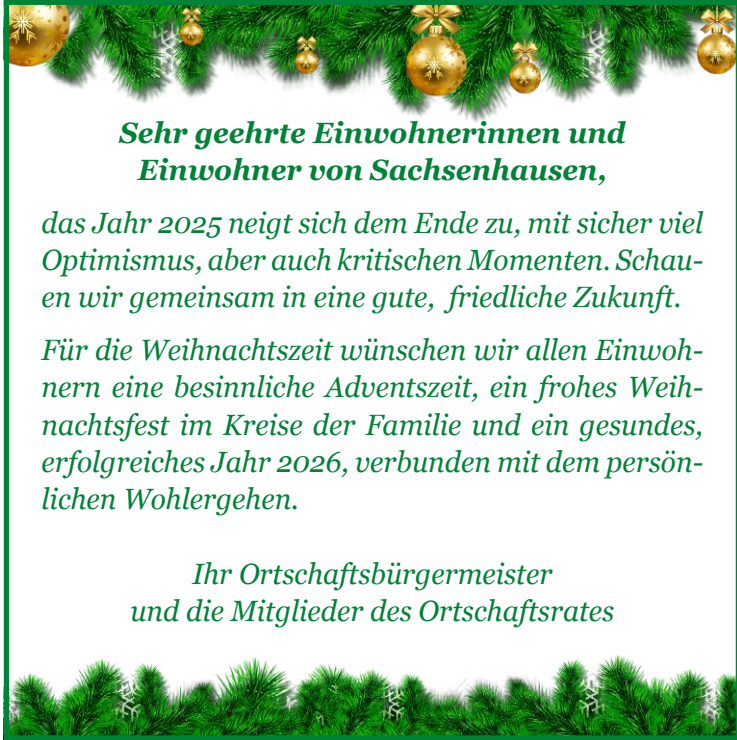 Sehr geehrte Einwohnerinnen und
Einwohner von Sachsenhausen,
das Jahr 2025 neigt sich dem Ende zu, mit sicher viel
Optimismus, aber auch kritischen Momenten. Schau-
en wir gemeinsam in eine gute, friedliche Zukunft.
Für die Weihnachtszeit wünschen wir allen Einwoh-
nern eine besinnliche Adventszeit, ein frohes Weih-
nachtsfest im Kreise der Familie und ein gesundes,
erfolgreiches Jahr 2026, verbunden mit dem persön-
lichen Wohlergehen.
Ihr Ortschaftsbürgermeister
und die Mitglieder des Ortschaftsrates